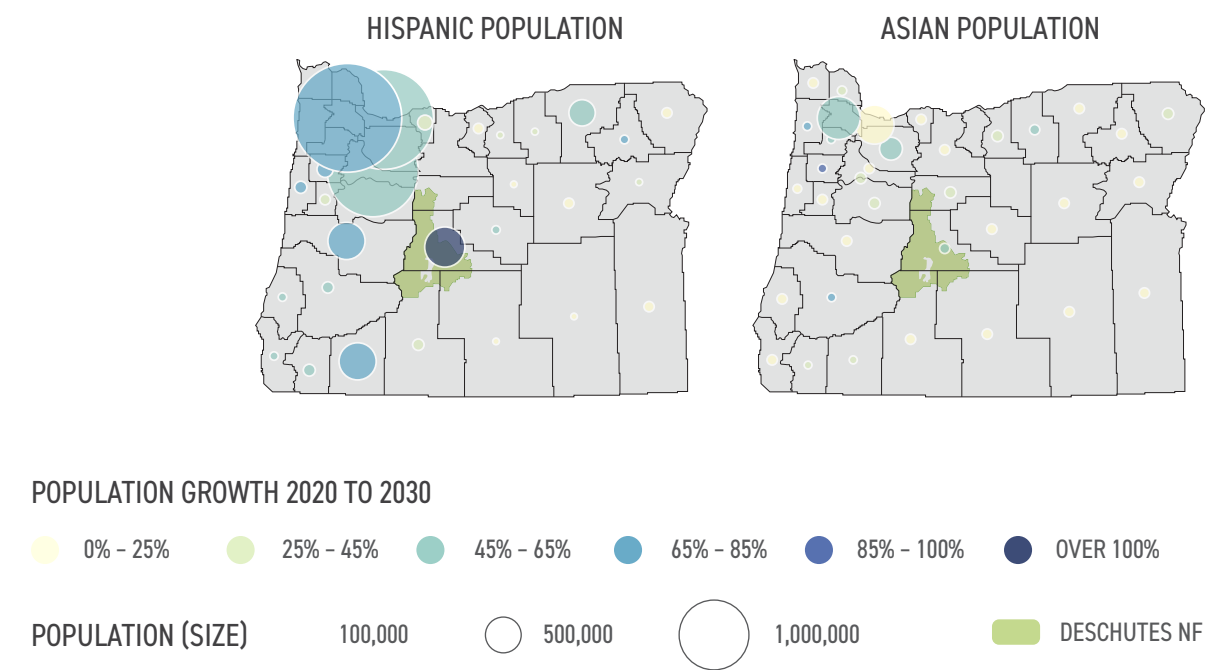 HISPANIC POPULATION
ASIAN POPULATION
POPULATION GROWTH 2020 TO 2030
0% – 25%
25% – 45%
45% – 65%
65% – 85%
85% – 100%
OVER 100%
POPULATION (SIZE)
100,000
500,000
1,000,000
DESCHUTES NF